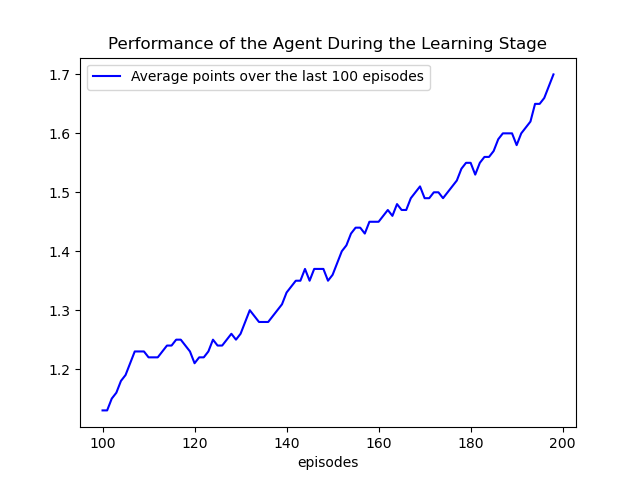 Performance of the Agent During the Learning Stage
Average points over the last 100 episodes
1.7
1.6
1.5
1.4
1.3
1.2
100 120 140 160 180 200
episodes